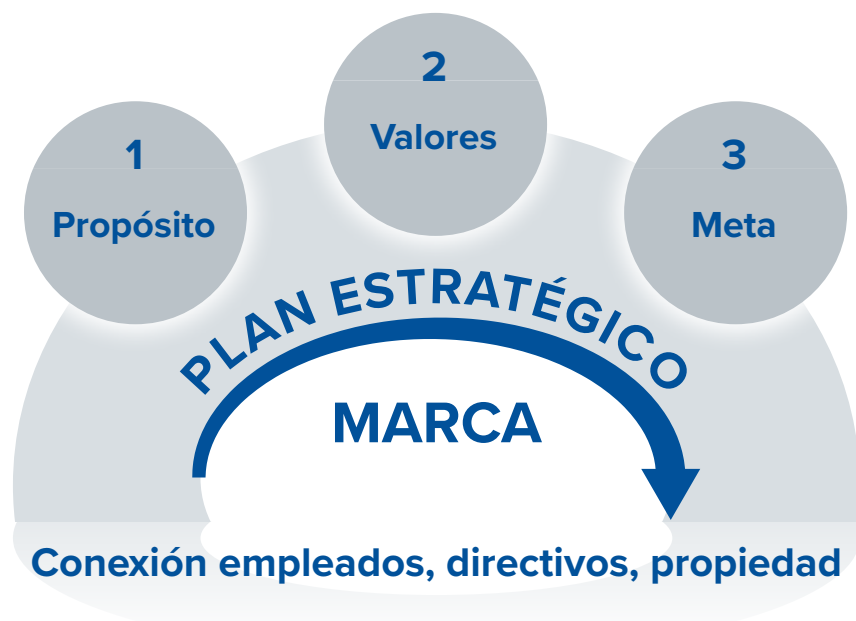 1
Propósito
2
Valores
3
Meta
PLAN ESTRATÉGICO
MARCA
Conexión empleados, directivos, propiedad